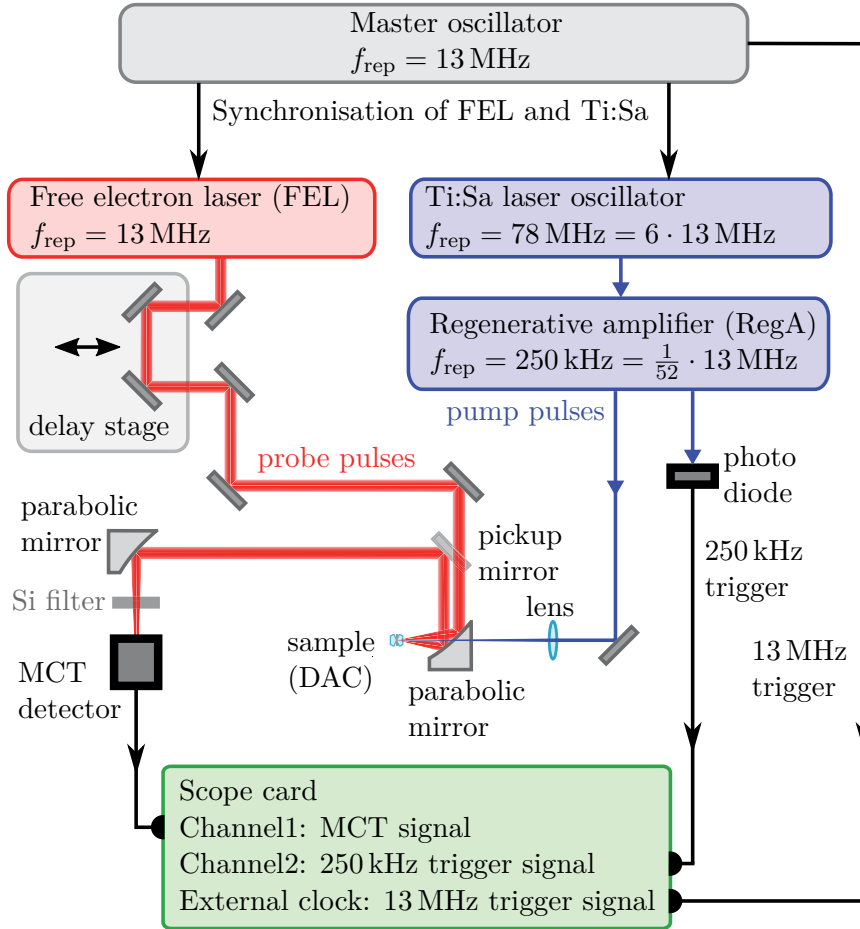 Master oscillator
f_rep = 13 MHz
Synchronisation of FEL and Ti:Sa
Free electron laser (FEL)
f_rep = 13 MHz
Ti:Sa laser oscillator
f_rep = 78 MHz = 6 · 13 MHz
Regenerative amplifier (RegA)
f_rep = 250 kHz = 1/52 · 13 MHz
delay stage
pump pulses
probe pulses
photo
diode
parabolic
mirror
pickup
mirror
250 kHz
trigger
Si filter
lens
sample
(DAC)
MCT
detector
parabolic
mirror
13 MHz
trigger
Scope card
Channel1: MCT signal
Channel2: 250 kHz trigger signal
External clock: 13 MHz trigger signal